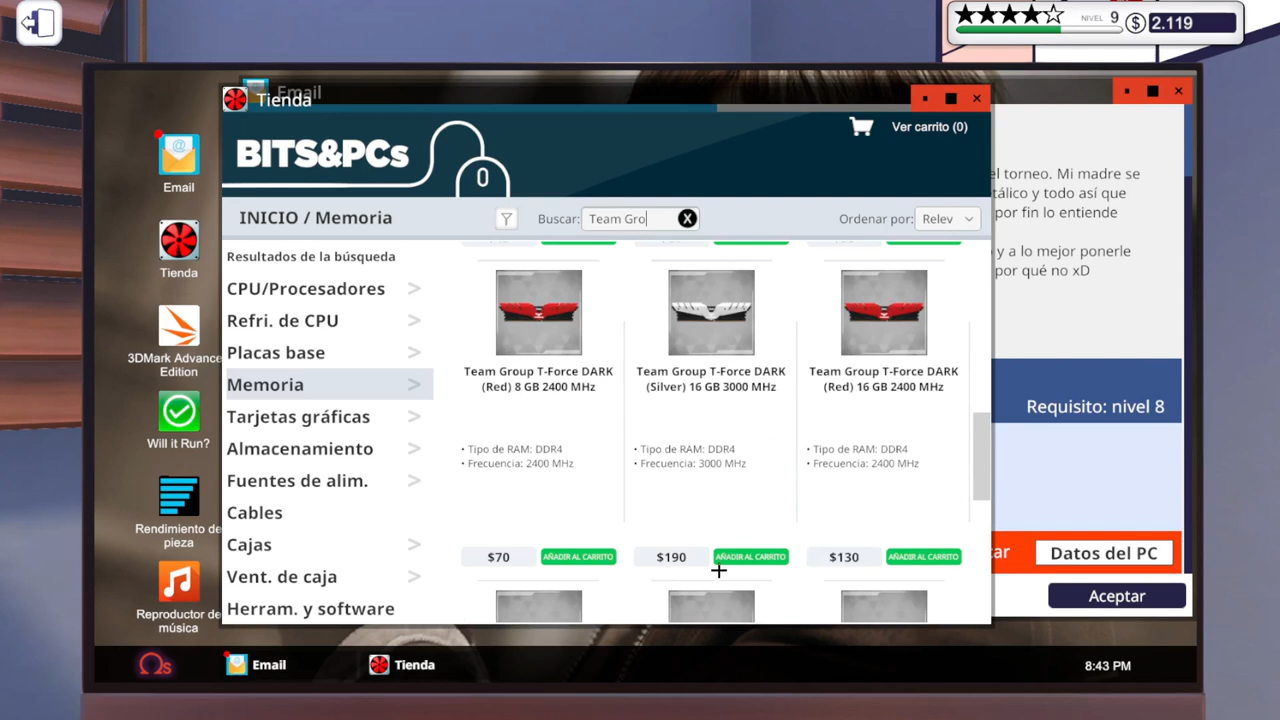 NIVEL 9
$ 2.119
Email
Tienda
BITS&PCs
Ver carrito (0)
INICIO / Memoria
Buscar:
Team Gro
X
Ordenar por:
Relev
Resultados de la búsqueda
CPU/Procesadores
Refri. de CPU
Placas base
Memoria
Tarjetas gráficas
Almacenamiento
Fuentes de alim.
Cables
Cajas
Vent. de caja
Herram. y software
Team Group T-Force DARK
(Red) 8 GB 2400 MHz
• Tipo de RAM: DDR4
• Frecuencia: 2400 MHz
$70
AÑADIR AL CARRITO
Team Group T-Force DARK
(Silver) 16 GB 3000 MHz
• Tipo de RAM: DDR4
• Frecuencia: 3000 MHz
$190
AÑADIR AL CARRITO
Team Group T-Force DARK
(Red) 16 GB 2400 MHz
• Tipo de RAM: DDR4
• Frecuencia: 2400 MHz
$130
AÑADIR AL CARRITO
Email
Tienda
3DMark Advance
Edition
Will it Run?
Rendimiento de
pieza
Reproductor de
música
el torneo. Mi madre se
tálico y todo así que
por fin lo entiende
y a lo mejor ponerle
por qué no xD
Requisito: nivel 8
ar
Datos del PC
Aceptar
Ωs
Email
Tienda
8:43 PM